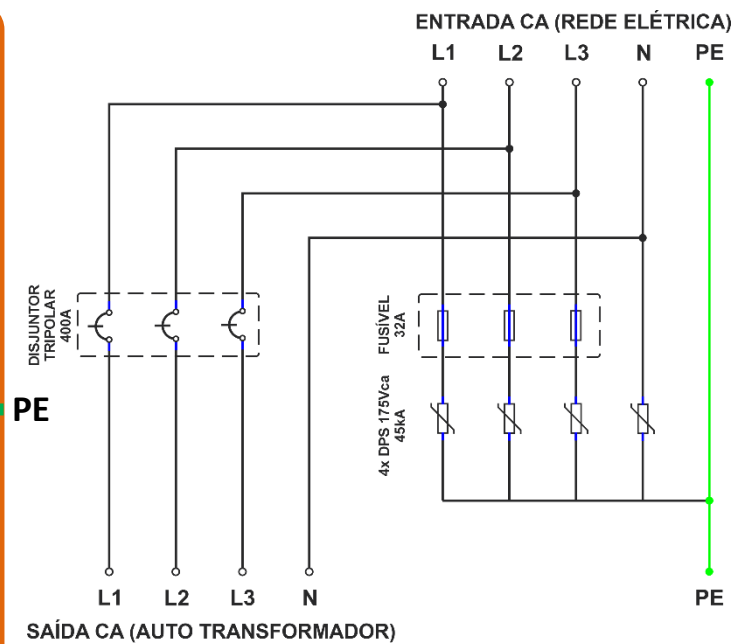 ENTRADA CA (REDE ELÉTRICA)
L1 L2 L3 N PE
DISJUNTOR
TRIPOLAR
400A
FUSÍVEL
32A
PE
4x DPS 175Vca
45kA
L1 L2 L3 N PE
SAÍDA CA (AUTO TRANSFORMADOR)